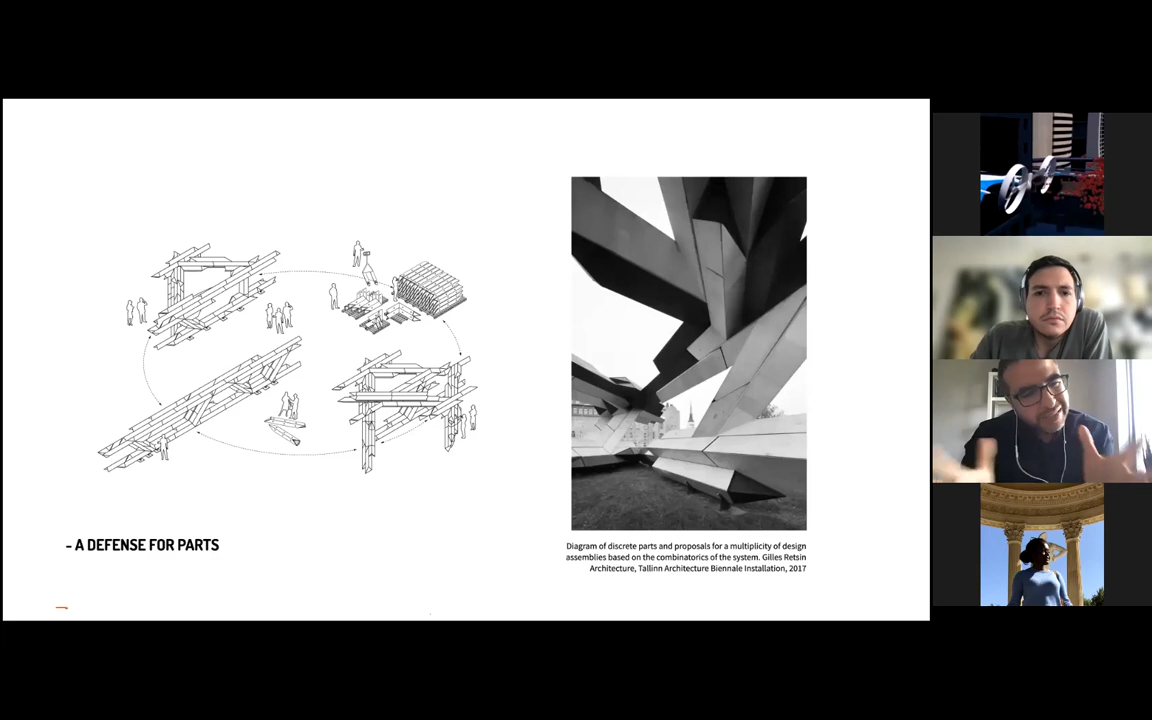 – A DEFENSE FOR PARTS
Diagram of discrete parts and proposals for a multiplicity of design
assemblies based on the combinatorics of the system. Gilles Retsin
Architecture, Tallinn Architecture Biennale Installation, 2017